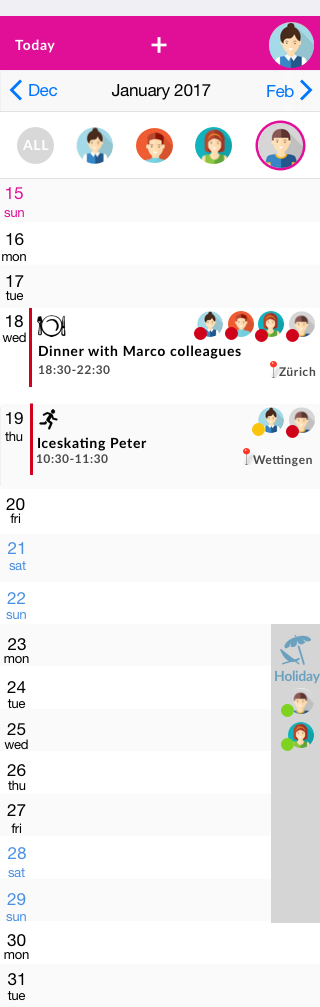 Today +
Dec January 2017 Feb
ALL
15
sun
16
mon
17
tue
18
wed
Dinner with Marco colleagues
18:30-22:30
Zürich
19
thu
Iceskating Peter
10:30-11:30
Wettingen
20
fri
21
sat
22
sun
23
mon
Holiday
24
tue
25
wed
26
thu
27
fri
28
sat
29
sun
30
mon
31
tue